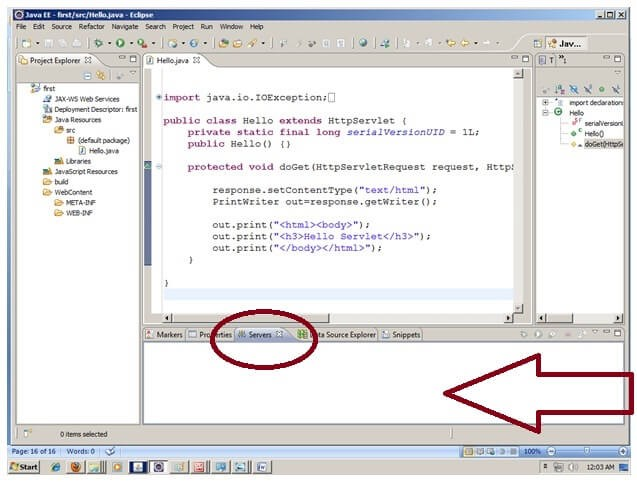 Java EE - first/src/Hello.java - Eclipse
File Edit Source Refactor Navigate Search Project Run Window Help
Jav...
Project Explorer
first
JAX-WS Web Services
Deployment Descriptor: first
Java Resources
src
(default package)
Hello.java
Libraries
JavaScript Resources
build
WebContent
META-INF
WEB-INF
Hello.java
import java.io.IOException;
public class Hello extends HttpServlet {
private static final long serialVersionUID = 1L;
public Hello() {}
protected void doGet(HttpServletRequest request, HttpS
response.setContentType("text/html");
PrintWriter out=response.getWriter();
out.print("<html><body>");
out.print("<h3>Hello Servlet</h3>");
out.print("</body></html>");
}
}
import declarations
Hello
serialVersionU
Hello()
doGet(HttpS
Markers Properties Servers Data Source Explorer Snippets
0 items selected
Page: 16 of 16 Words: 0 100%
Start 12:03 AM